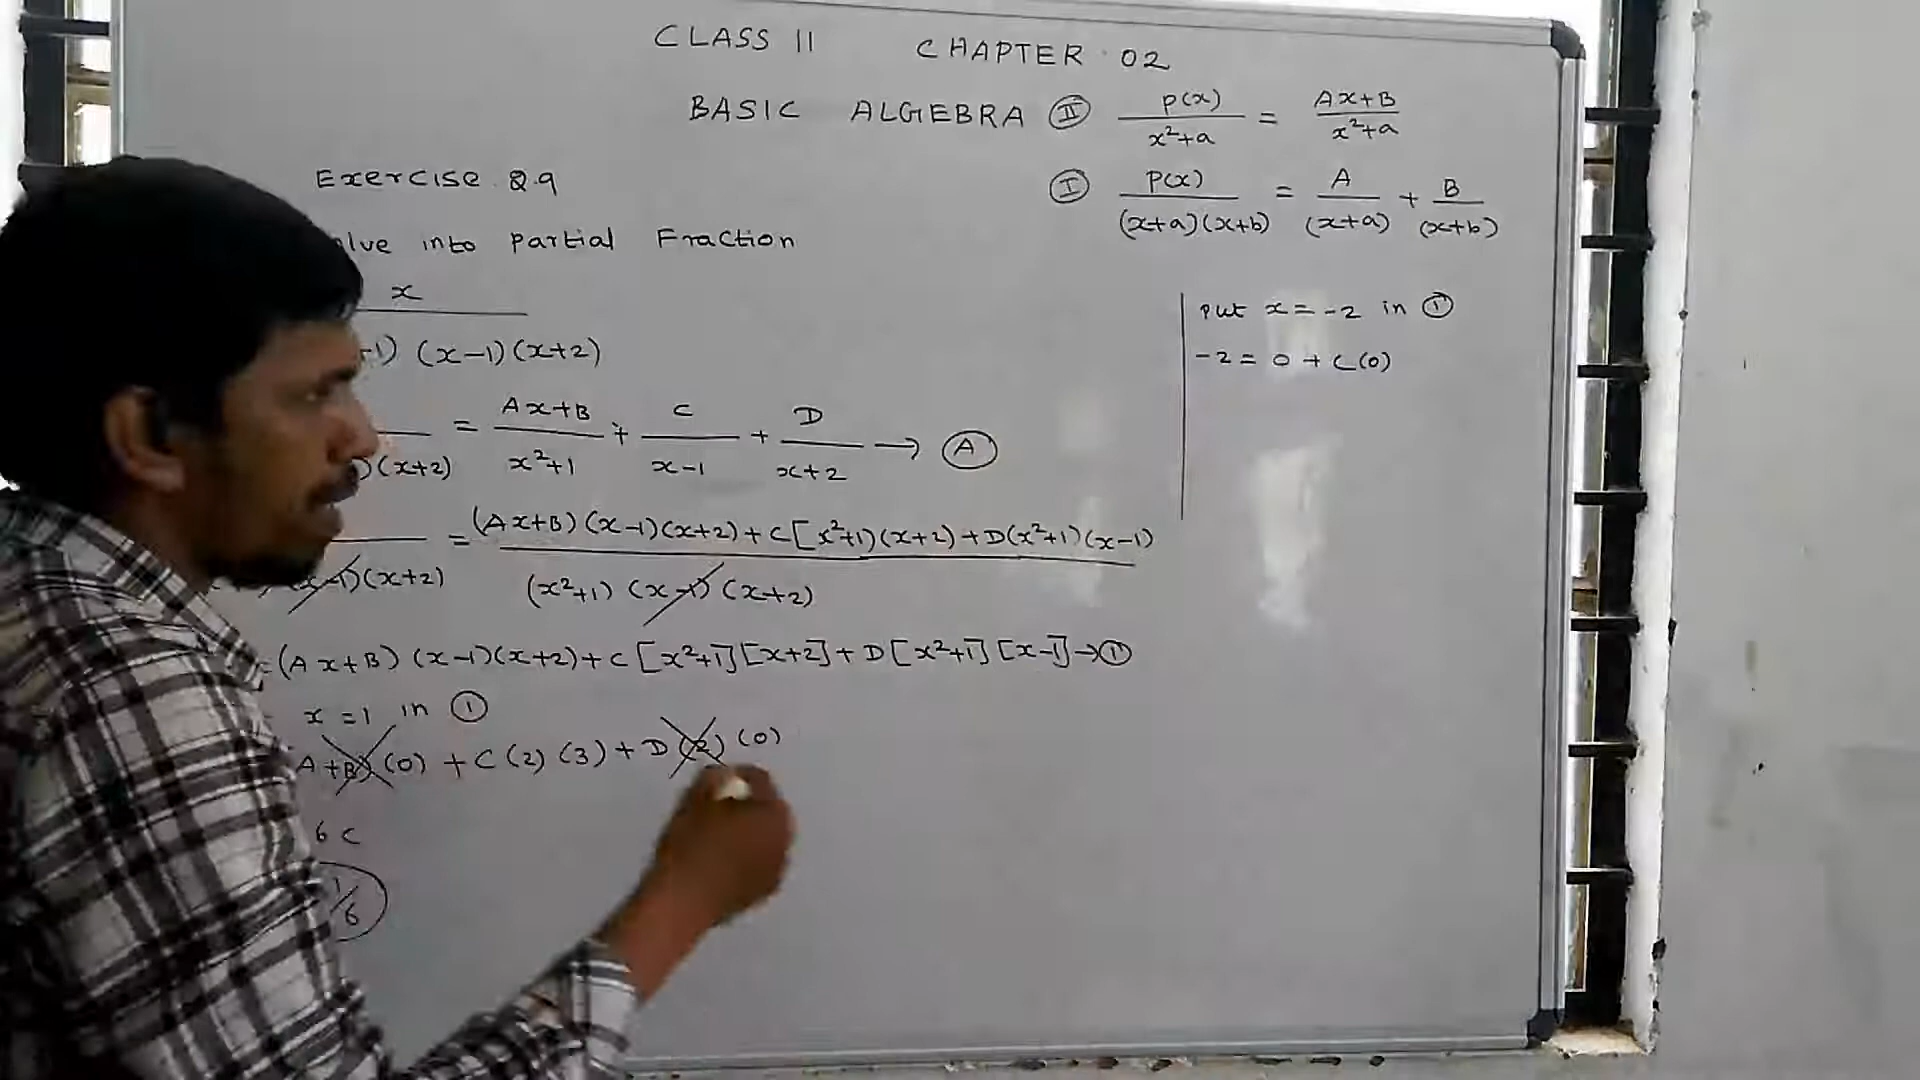 CLASS 11 CHAPTER 02
BASIC ALGEBRA
Ⓘ️Ⓘ P(x)/(x²+a) = (Ax+B)/(x²+a)
Exercise 2.9
Ⓘ P(x)/((x+a)(x+b)) = A/(x+a) + B/(x+b)
lve into partial Fraction
x
-1) (x-1)(x+2)
)(x+2) = (Ax+B)/(x²+1) + C/(x-1) + D/(x+2) → Ⓐ
(x-1)(x+2) = ((Ax+B)(x-1)(x+2)+C[x²+1)(x+2)+D(x²+1)(x-1))/((x²+1)(x-1)(x+2))
=(Ax+B)(x-1)(x+2)+C[x²+1][x+2]+D[x²+1][x-1]→①
x=1 in ①
A+B)(0)+C(2)(3)+D(2)(0)
6C
1/6
put x=-2 in ①
-2=0+C(0)